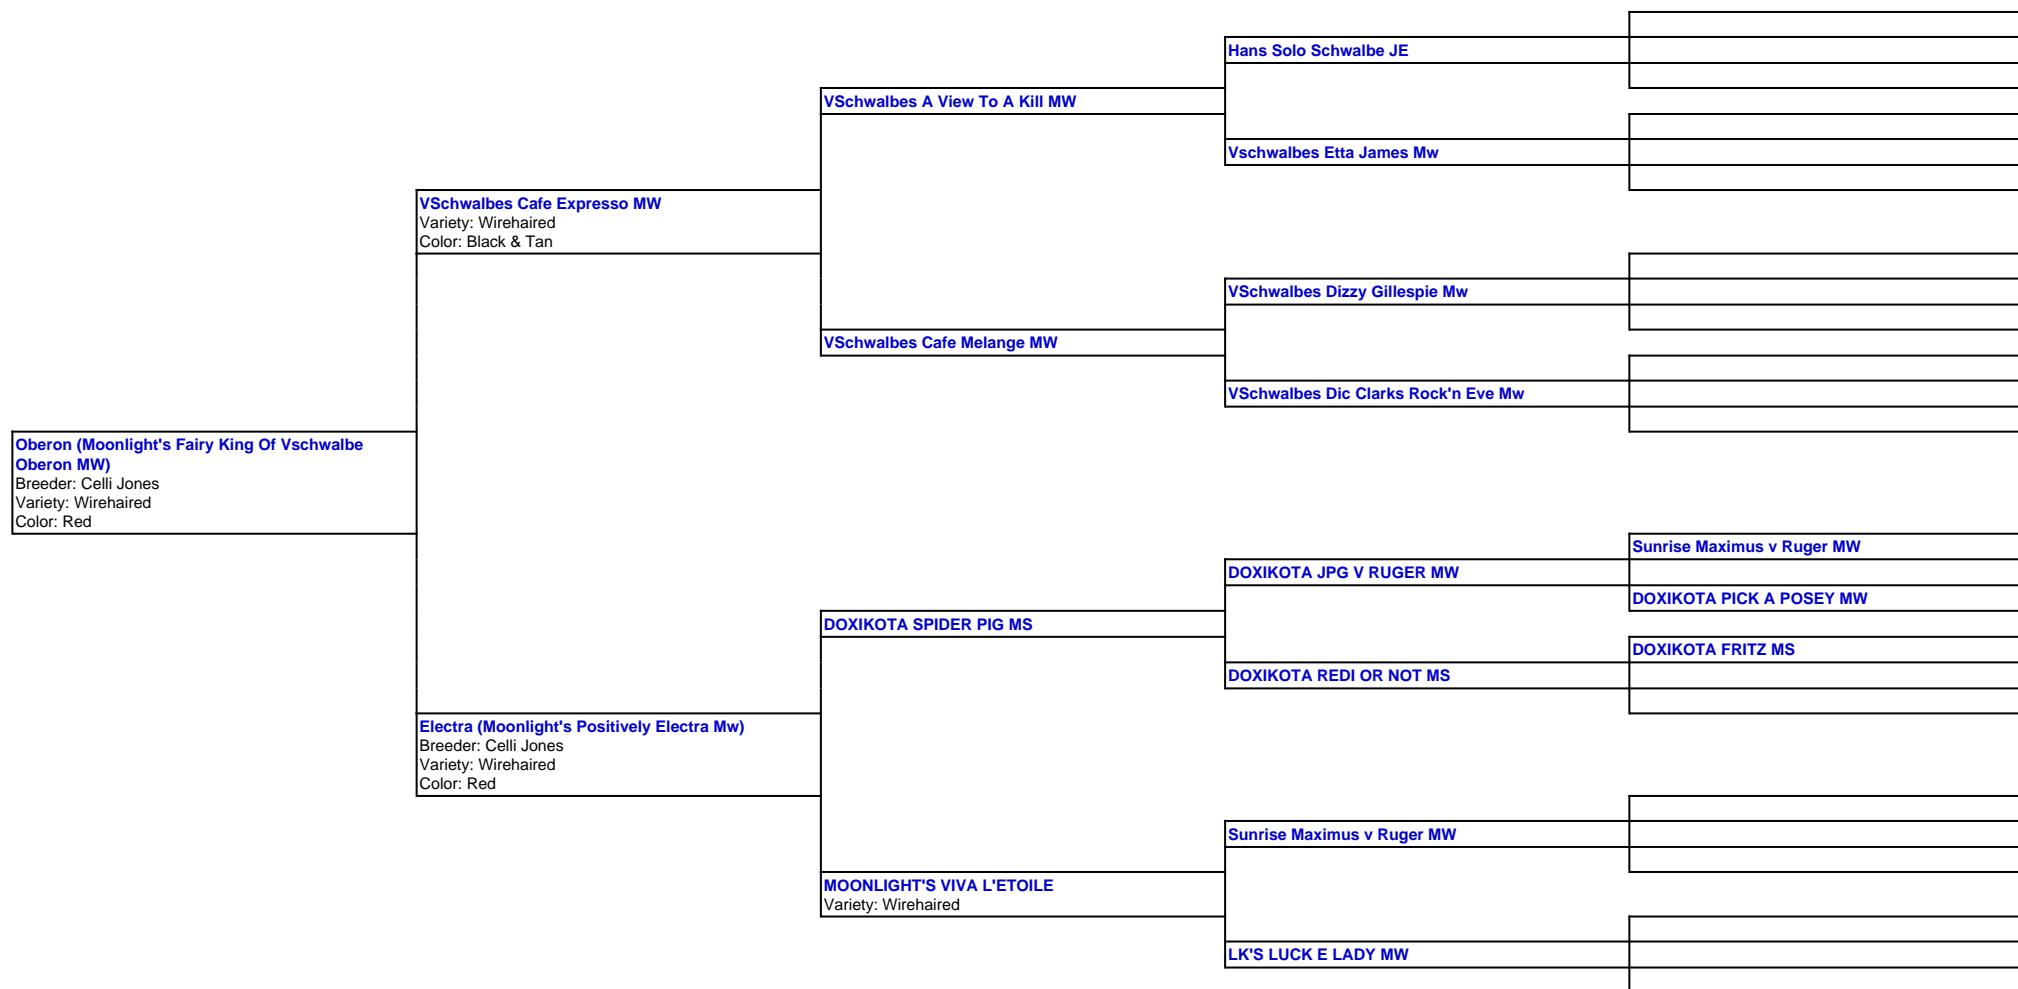 Hans Solo Schwalbe JE
VSchwalbes A View To A Kill MW
Vschwalbes Etta James Mw
VSchwalbes Cafe Expresso MW
Variety: Wirehaired
Color: Black & Tan
VSchwalbes Dizzy Gillespie Mw
VSchwalbes Cafe Melange MW
VSchwalbes Dic Clarks Rock'n Eve Mw
Oberon (Moonlight's Fairy King Of Vschwalbe
Oberon MW)
Breeder: Celli Jones
Variety: Wirehaired
Color: Red
Sunrise Maximus v Ruger MW
DOXIKOTA JPG V RUGER MW
DOXIKOTA PICK A POSEY MW
DOXIKOTA SPIDER PIG MS
DOXIKOTA FRITZ MS
DOXIKOTA REDI OR NOT MS
Electra (Moonlight's Positively Electra Mw)
Breeder: Celli Jones
Variety: Wirehaired
Color: Red
Sunrise Maximus v Ruger MW
MOONLIGHT'S VIVA L'ETOILE
Variety: Wirehaired
LK'S LUCK E LADY MW